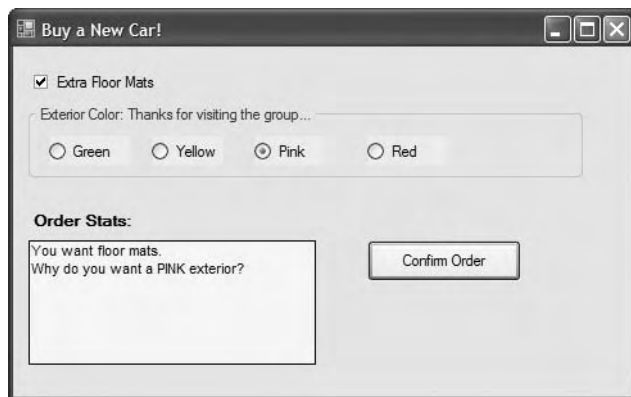 Buy a New Car!
Extra Floor Mats
Exterior Color: Thanks for visiting the group...
Green Yellow Pink Red
Order Stats:
You want floor mats.
Why do you want a PINK exterior?
Confirm Order